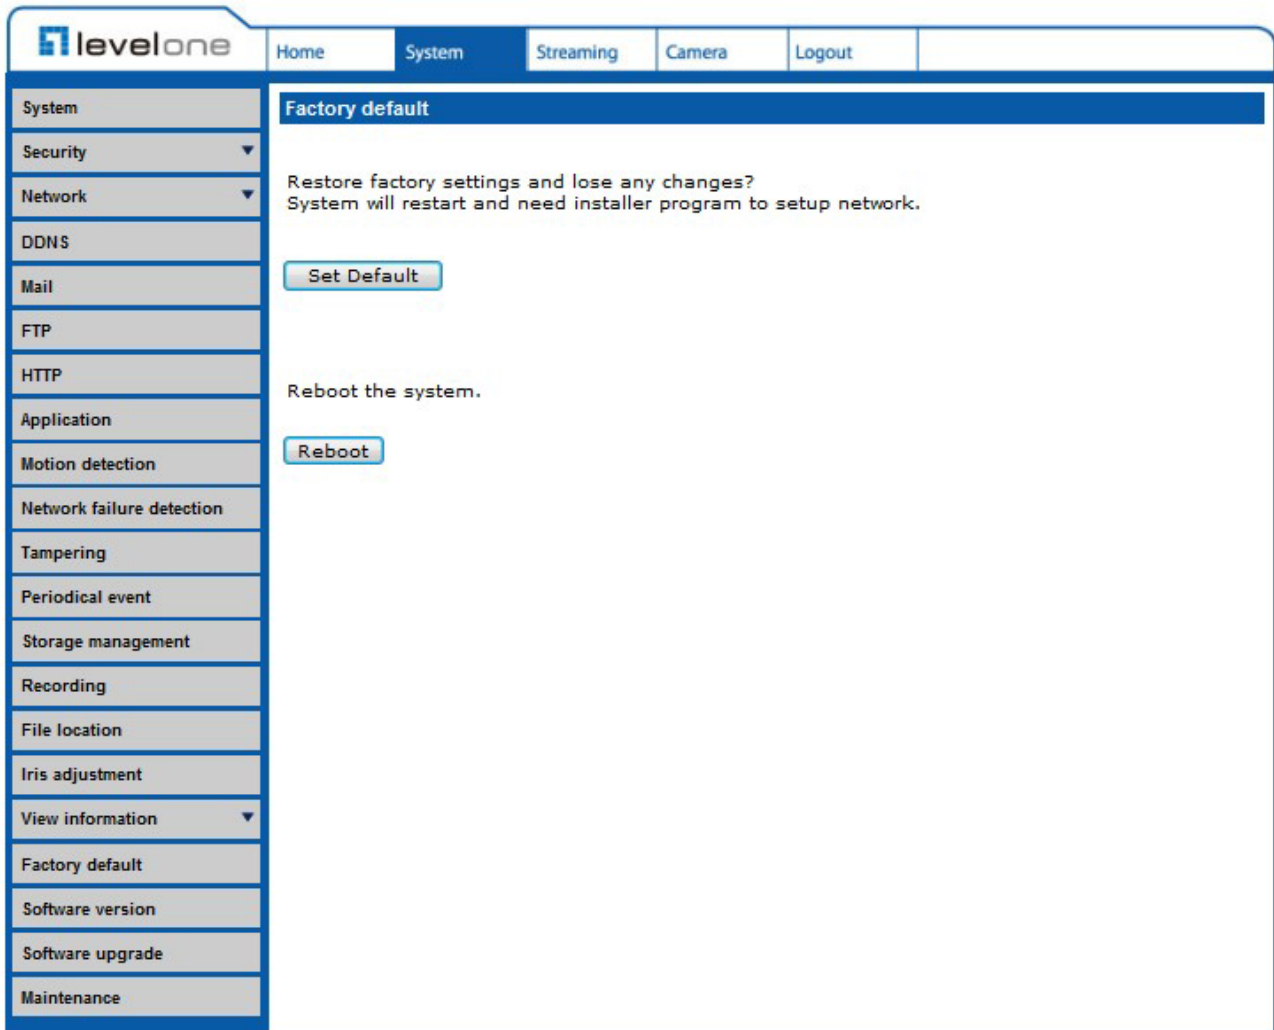 levelone
Home System Streaming Camera Logout
System
Security
Network
DDNS
Mail
FTP
HTTP
Application
Motion detection
Network failure detection
Tampering
Periodical event
Storage management
Recording
File location
Iris adjustment
View information
Factory default
Software version
Software upgrade
Maintenance
Factory default
Restore factory settings and lose any changes?
System will restart and need installer program to setup network.
Set Default
Reboot the system.
Reboot